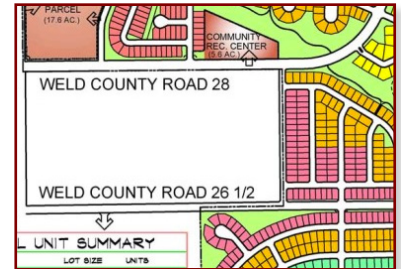 PARCEL
(17.6 AC.)
COMMUNITY
REC. CENTER
(5.6 AC.)
WELD COUNTY ROAD 28
WELD COUNTY ROAD 26 1/2
L UNIT SUMMARY
LOT SIZE UNITS